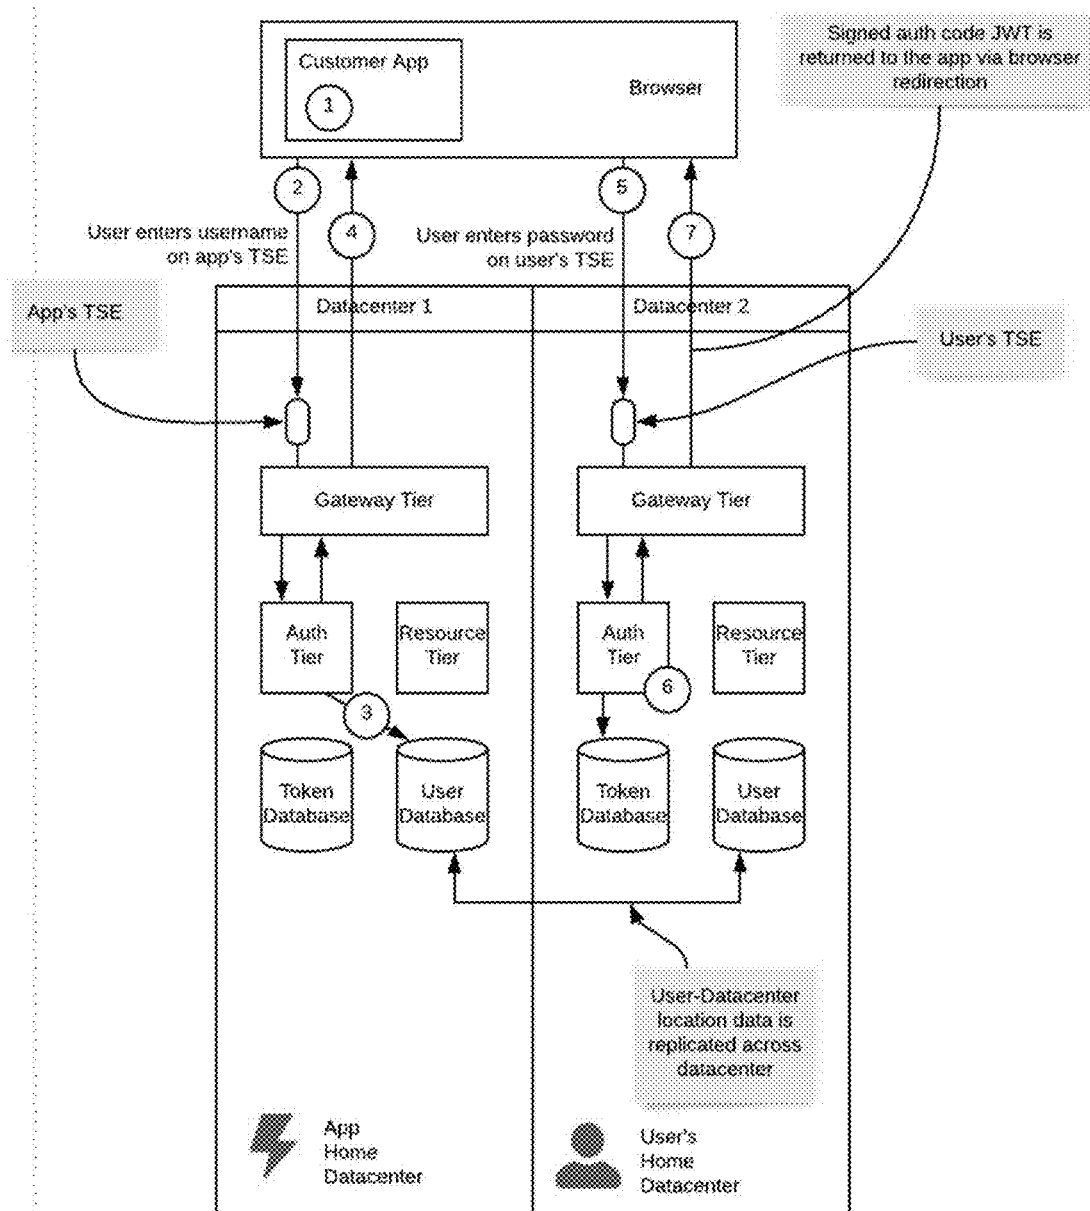 Customer App
1
Browser
Signed auth code JWT is
returned to the app via browser
redirection
2
4
5
7
User enters username
on app's TSE
User enters password
on user's TSE
App's TSE
Datacenter 1
Datacenter 2
User's TSE
Gateway Tier
Gateway Tier
Auth
Tier
Resource
Tier
Auth
Tier
Resource
Tier
3
6
Token
Database
User
Database
Token
Database
User
Database
User-Datacenter
location data is
replicated across
datacenter
App
Home
Datacenter
User's
Home
Datacenter